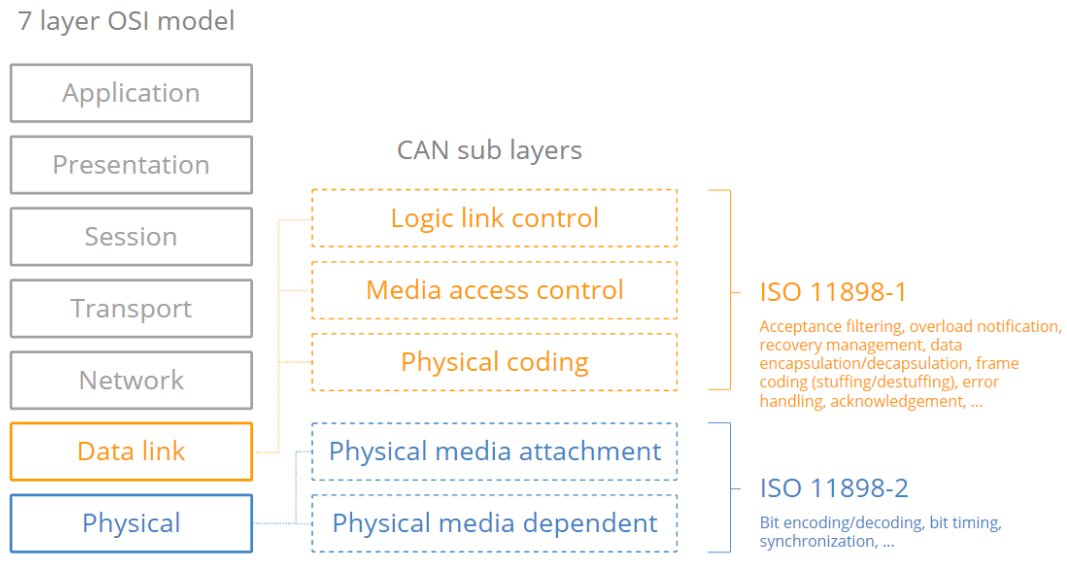 7 layer OSI model
Application
Presentation
Session
Transport
Network
Data link
Physical
CAN sub layers
Logic link control
Media access control
Physical coding
Physical media attachment
Physical media dependent
ISO 11898-1
Acceptance filtering, overload notification,
recovery management, data
encapsulation/decapsulation, frame
coding (stuffing/destuffing), error
handling, acknowledgement, ...
ISO 11898-2
Bit encoding/decoding, bit timing,
synchronization, ...